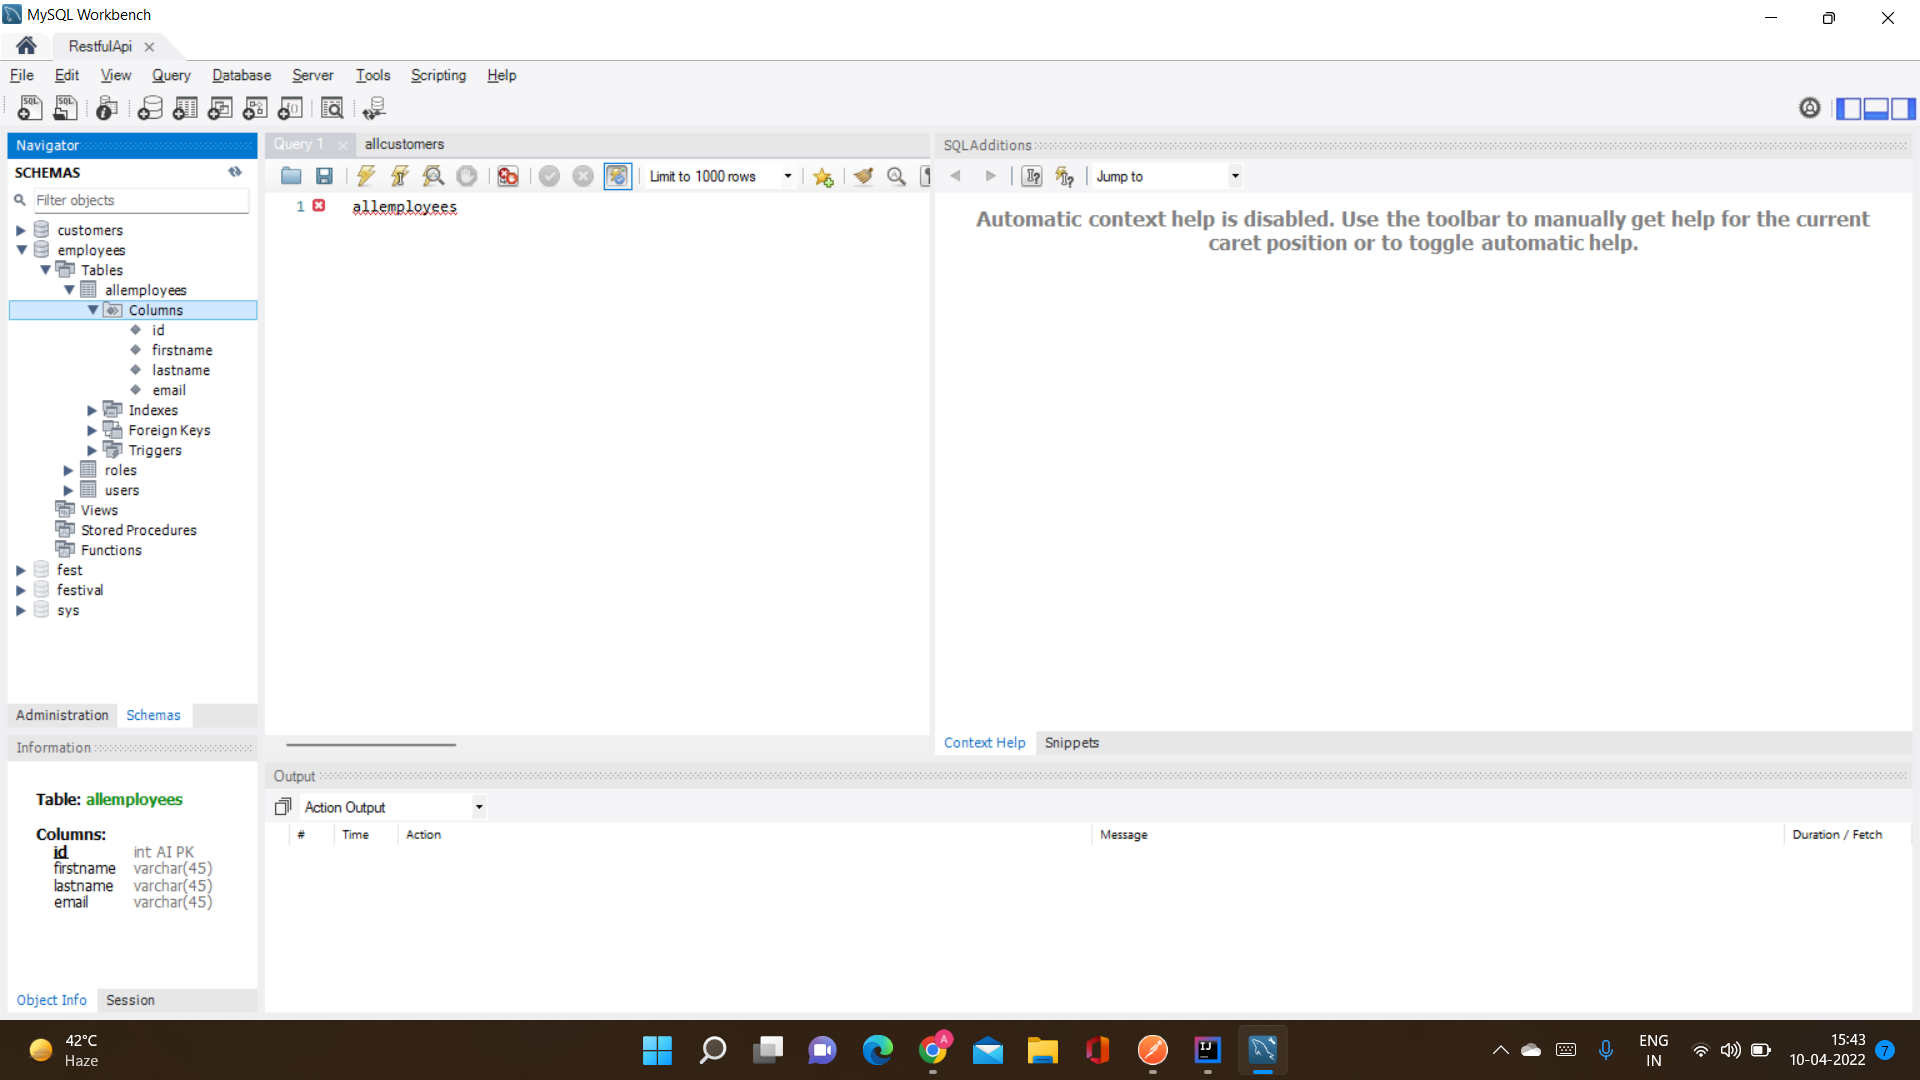 MySQL Workbench
RestfulApi
File Edit View Query Database Server Tools Scripting Help
Navigator
SCHEMAS
Filter objects
customers
employees
Tables
allemployees
Columns
id
firstname
lastname
email
Indexes
Foreign Keys
Triggers
roles
users
Views
Stored Procedures
Functions
fest
festival
sys
Administration Schemas
Information
Table: allemployees
Columns:
id int AI PK
firstname varchar(45)
lastname varchar(45)
email varchar(45)
Object Info Session
Query 1 allcustomers
Limit to 1000 rows
1 allemployees
SQLAdditions
Jump to
Automatic context help is disabled. Use the toolbar to manually get help for the current
caret position or to toggle automatic help.
Context Help Snippets
Output
Action Output
# Time Action Message Duration / Fetch
42°C
Haze
A
IJ
ENG
IN
15:43
10-04-2022
7